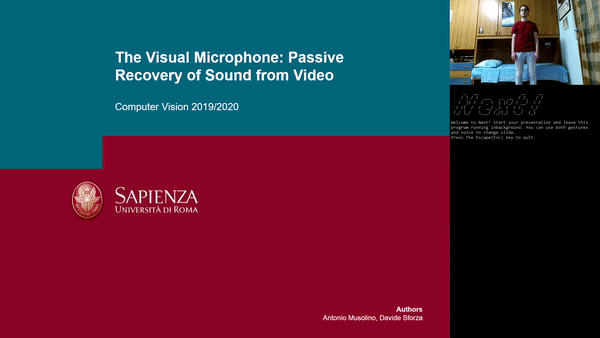 The Visual Microphone: Passive
Recovery of Sound from Video
Computer Vision 2019/2020
SAPIENZA
UNIVERSITÀ DI ROMA
Authors
Antonio Musolino, Davide Sforza
Next!
Welcome to Next! Start your presentation and leave this
program running inbackground. You can use both gestures
and voice to change slide.
Press the Escape(Esc) key to quit.